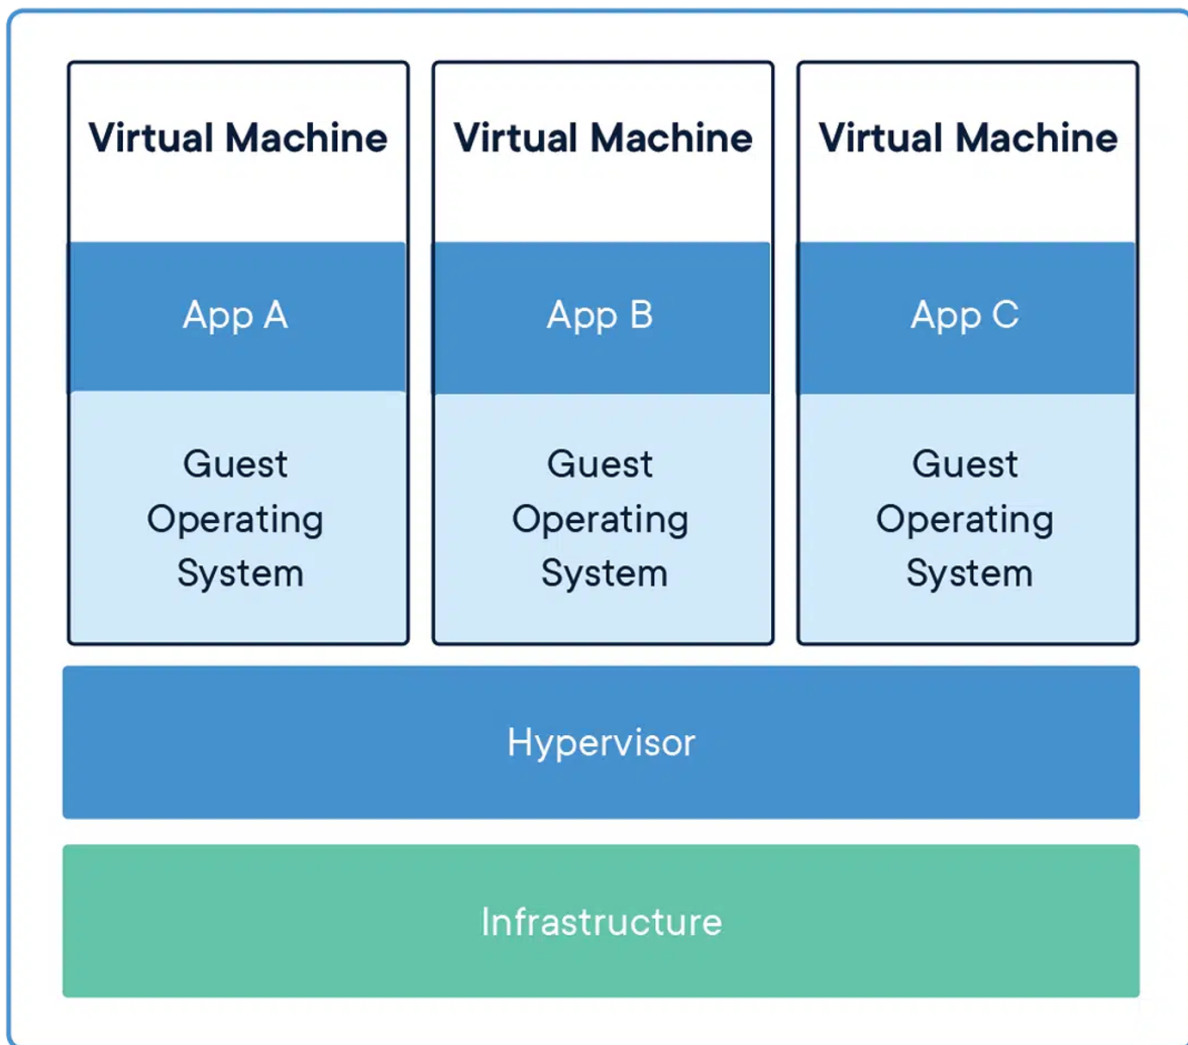 Virtual Machine
Virtual Machine
Virtual Machine
App A
App B
App C
Guest
Operating
System
Guest
Operating
System
Guest
Operating
System
Hypervisor
Infrastructure